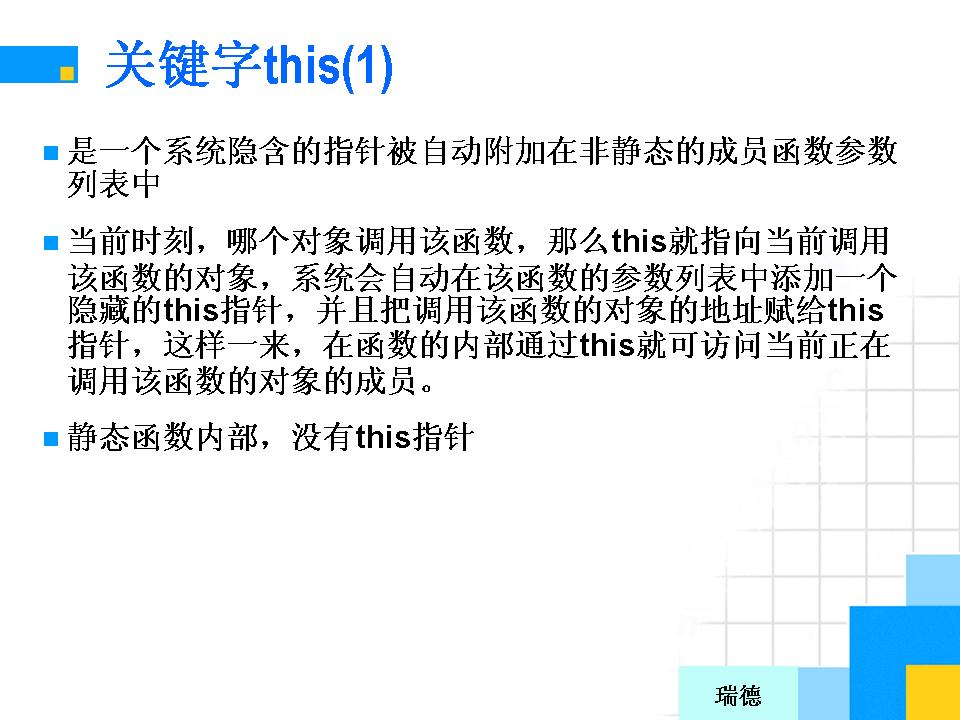 关键字this(1)
是一个系统隐含的指针被自动附加在非静态的成员函数参数
列表中
当前时刻，哪个对象调用该函数，那么this就指向当前调用
该函数的对象，系统会自动在该函数的参数列表中添加一个
隐藏的this指针，并且把调用该函数的对象的地址赋给this
指针，这样一来，在函数的内部通过this就可访问当前正在
调用该函数的对象的成员。
静态函数内部，没有this指针
瑞德